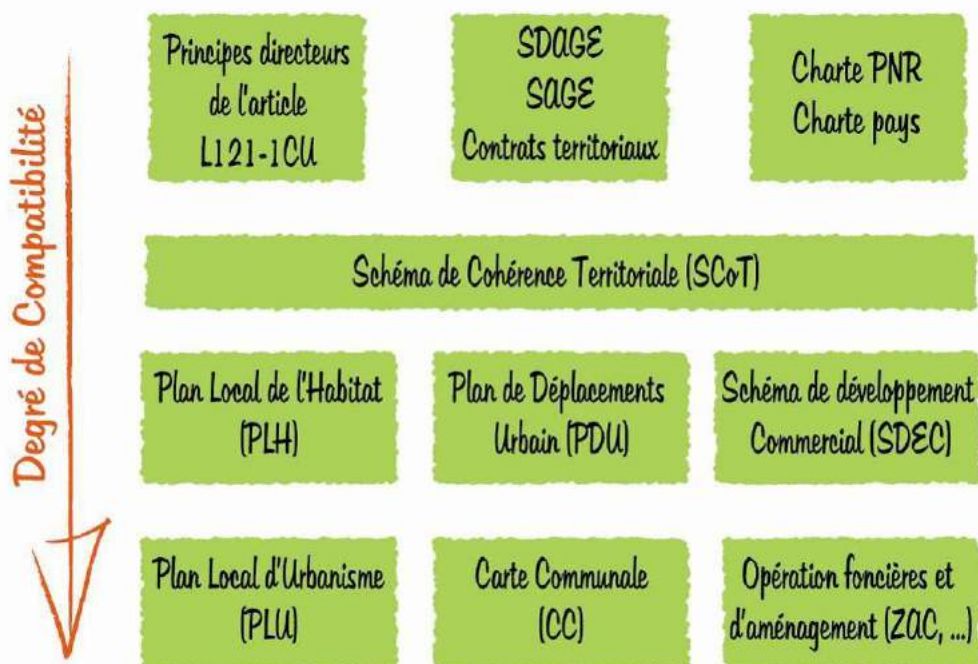 Degré de Compatibilité
Principes directeurs
de l'article
L121-1CU
SDAGE
SAGE
Contrats territoriaux
Charte PNR
Charte pays
Schéma de Cohérence Territoriale (SCoT)
Plan Local de l'Habitat
(PLH)
Plan de Déplacements
Urbain (PDU)
Schéma de développement
Commercial (SDEC)
Plan Local d'Urbanisme
(PLU)
Carte Communale
(CC)
Opération foncières et
d'aménagement (ZAC, ...)